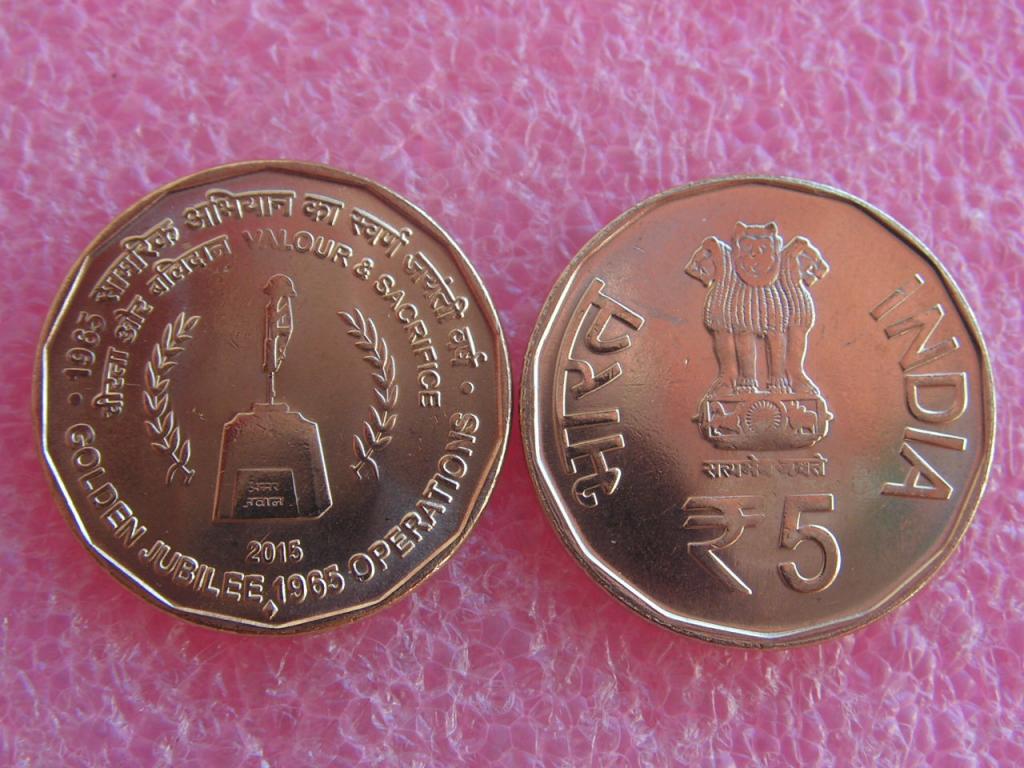 • 1965 सामरिक अभियान का स्वर्ण जयंती वर्ष •
वीरता और बलिदान VALOUR & SACRIFICE
अमर
जवान
2015
GOLDEN JUBILEE, 1965 OPERATIONS
भारत
INDIA
सत्यमेव जयते
₹5